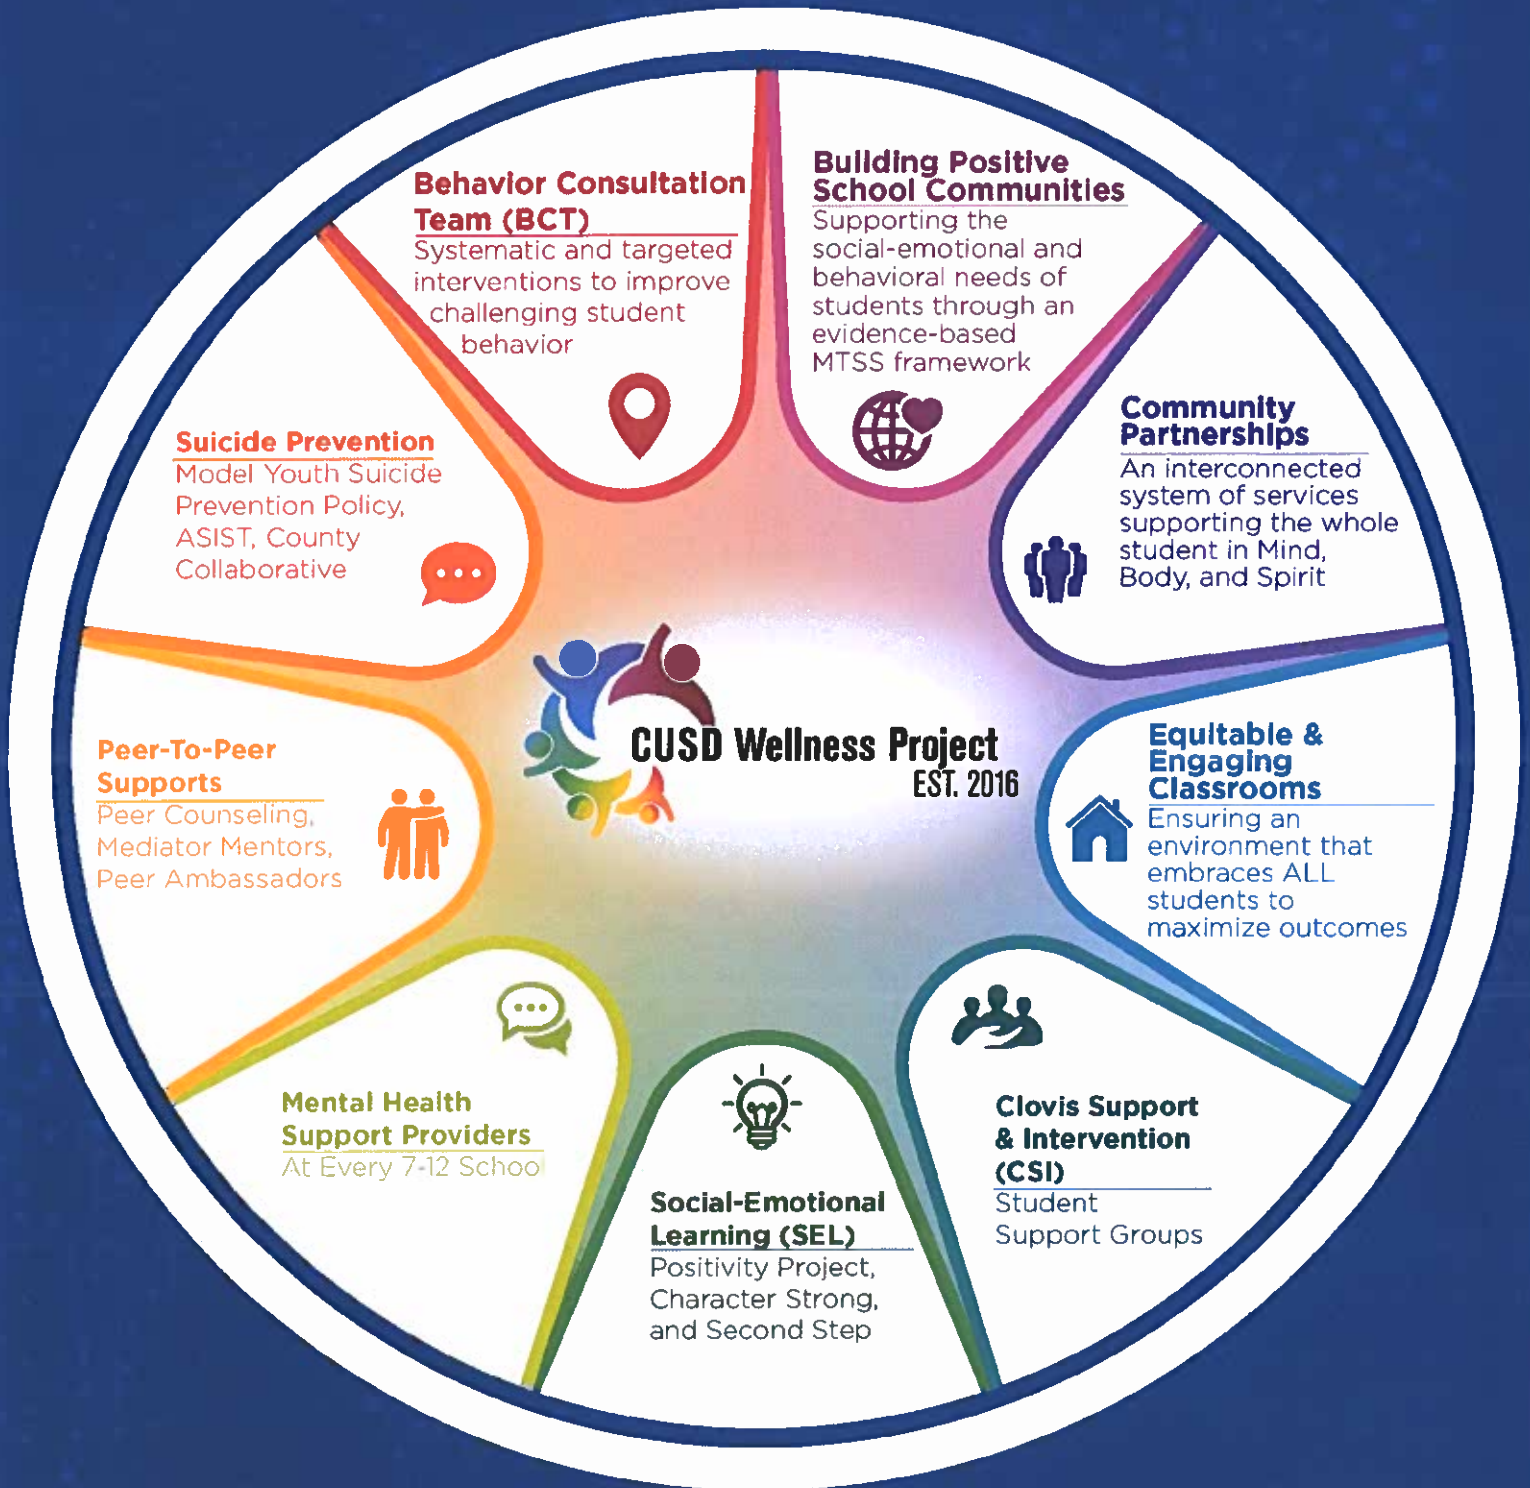 Behavior Consultation
Team (BCT)
Systematic and targeted
interventions to improve
challenging student
behavior
Building Positive
School Communities
Supporting the
social-emotional and
behavioral needs of
students through an
evidence-based
MTSS framework
Community
Partnerships
An interconnected
system of services
supporting the whole
student in Mind,
Body, and Spirit
Equitable &
Engaging
Classrooms
Ensuring an
environment that
embraces ALL
students to
maximize outcomes
Clovis Support
& Intervention
(CSI)
Student
Support Groups
Social-Emotional
Learning (SEL)
Positivity Project,
Character Strong,
and Second Step
Mental Health
Support Providers
At Every 7-12 School
Peer-To-Peer
Supports
Peer Counseling,
Mediator Mentors,
Peer Ambassadors
Suicide Prevention
Model Youth Suicide
Prevention Policy,
ASIST, County
Collaborative
CUSD Wellness Project
EST. 2016